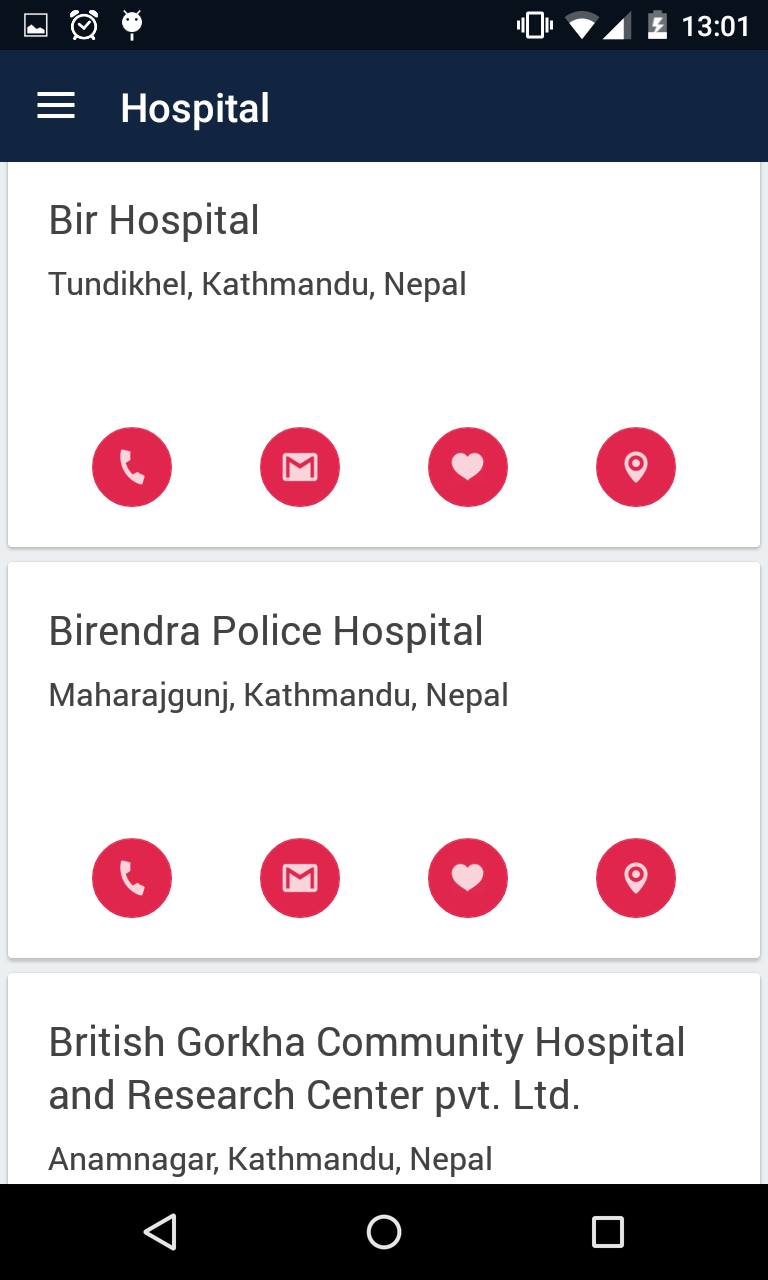 13:01
Hospital
Bir Hospital
Tundikhel, Kathmandu, Nepal
Birendra Police Hospital
Maharajgunj, Kathmandu, Nepal
British Gorkha Community Hospital
and Research Center pvt. Ltd.
Anamnagar, Kathmandu, Nepal